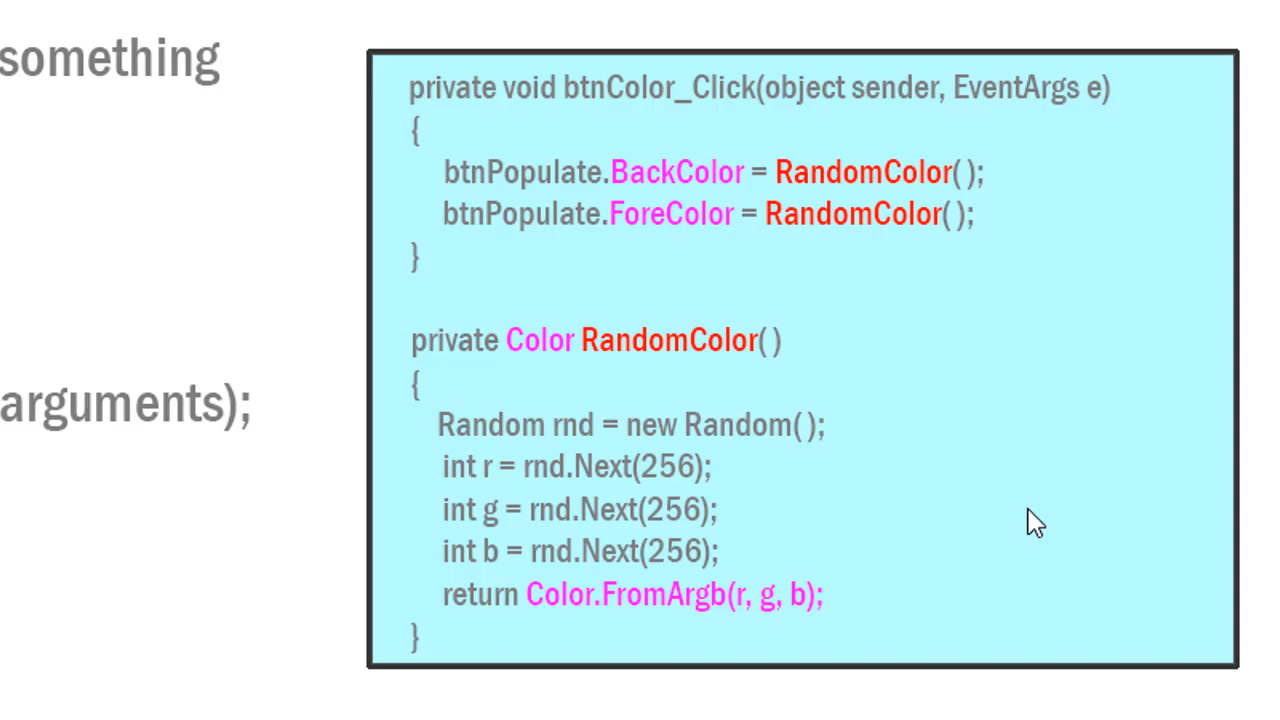 something
arguments);
private void btnColor_Click(object sender, EventArgs e)
{
btnPopulate.BackColor = RandomColor( );
btnPopulate.ForeColor = RandomColor( );
}
private Color RandomColor( )
{
Random rnd = new Random( );
int r = rnd.Next(256);
int g = rnd.Next(256);
int b = rnd.Next(256);
return Color.FromArgb(r, g, b);
}